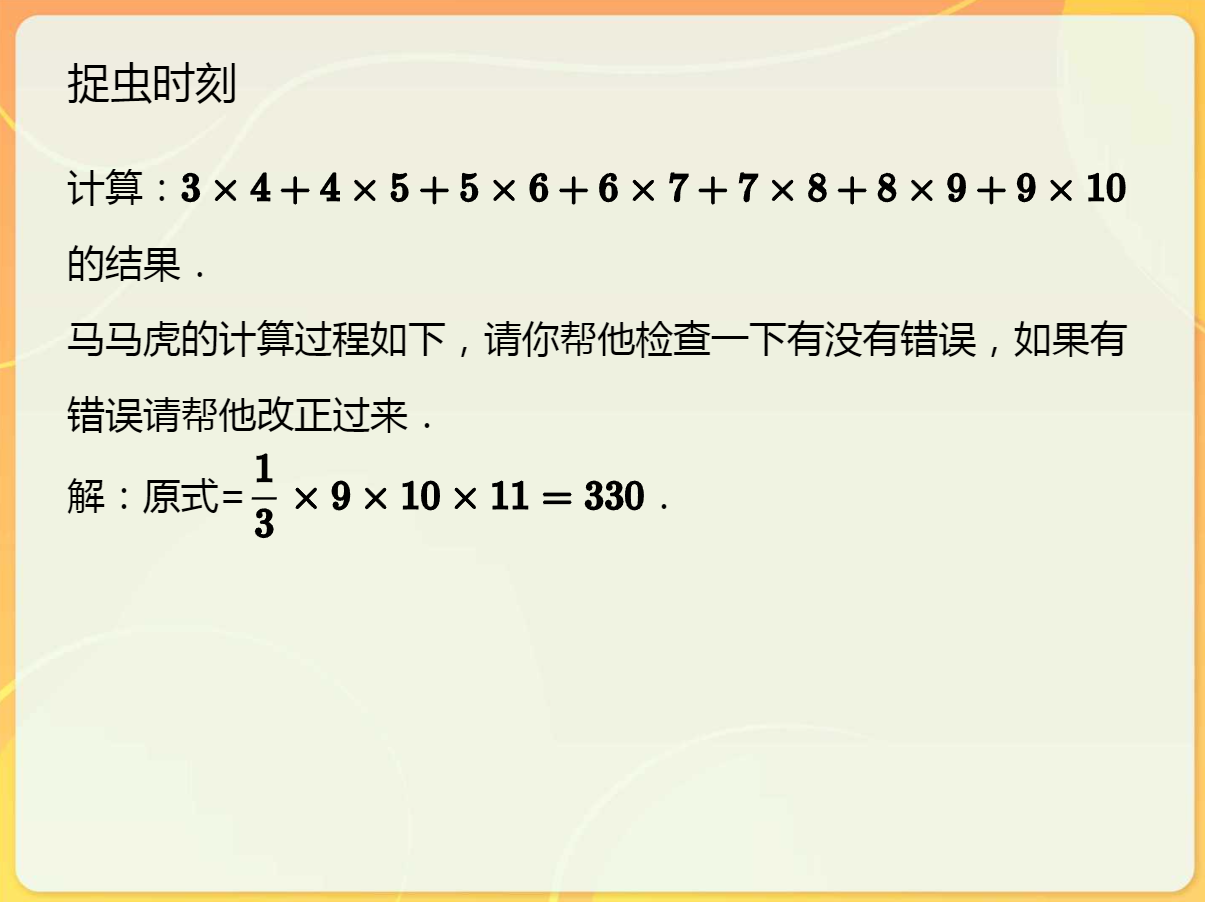 捉虫时刻
计算：3 × 4 + 4 × 5 + 5 × 6 + 6 × 7 + 7 × 8 + 8 × 9 + 9 × 10
的结果．
马马虎的计算过程如下，请你帮他检查一下有没有错误，如果有
错误请帮他改正过来．
解：原式=1/3 × 9 × 10 × 11 = 330．